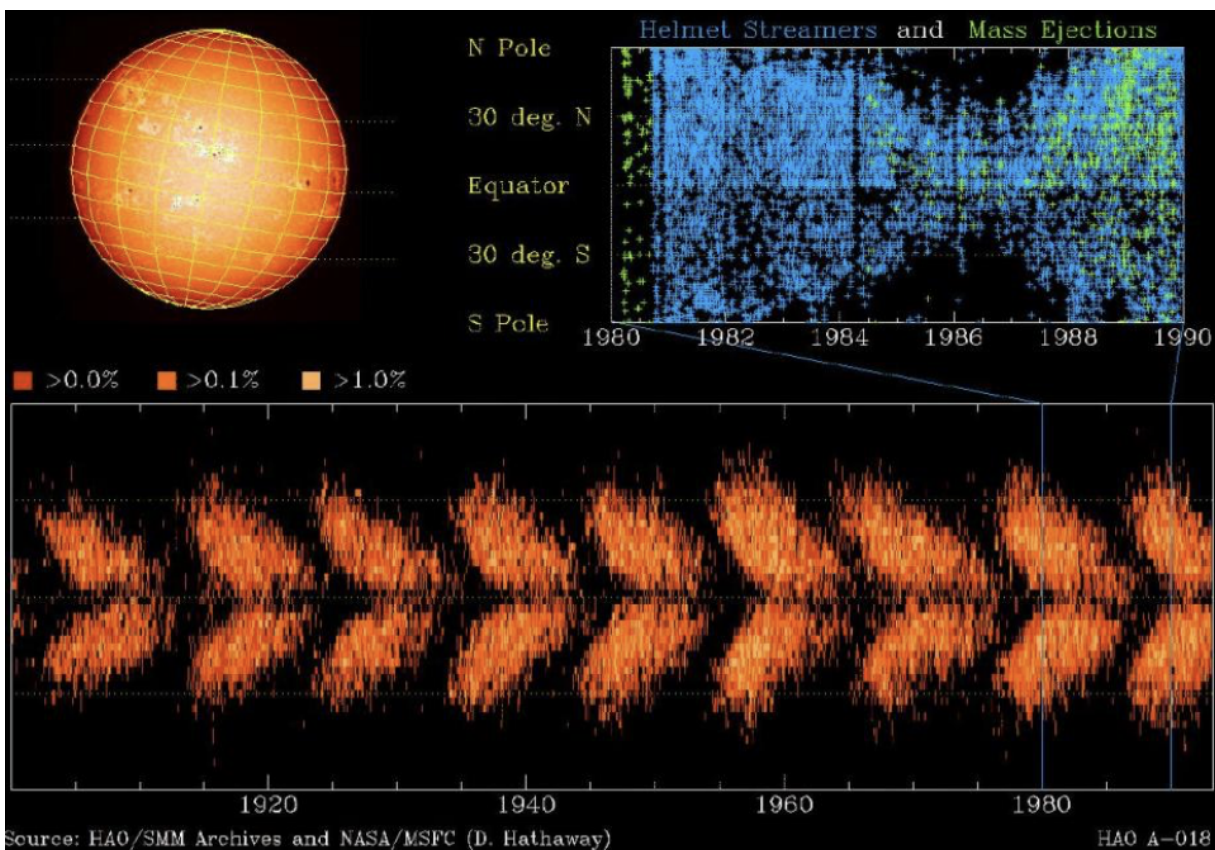 Helmet Streamers and Mass Ejections
N Pole
30 deg. N
Equator
30 deg. S
S Pole
1980 1982 1984 1986 1988 1990
>0.0% >0.1% >1.0%
1920 1940 1960 1980
Source: HAO/SMM Archives and NASA/MSFC (D. Hathaway) HAO A-018